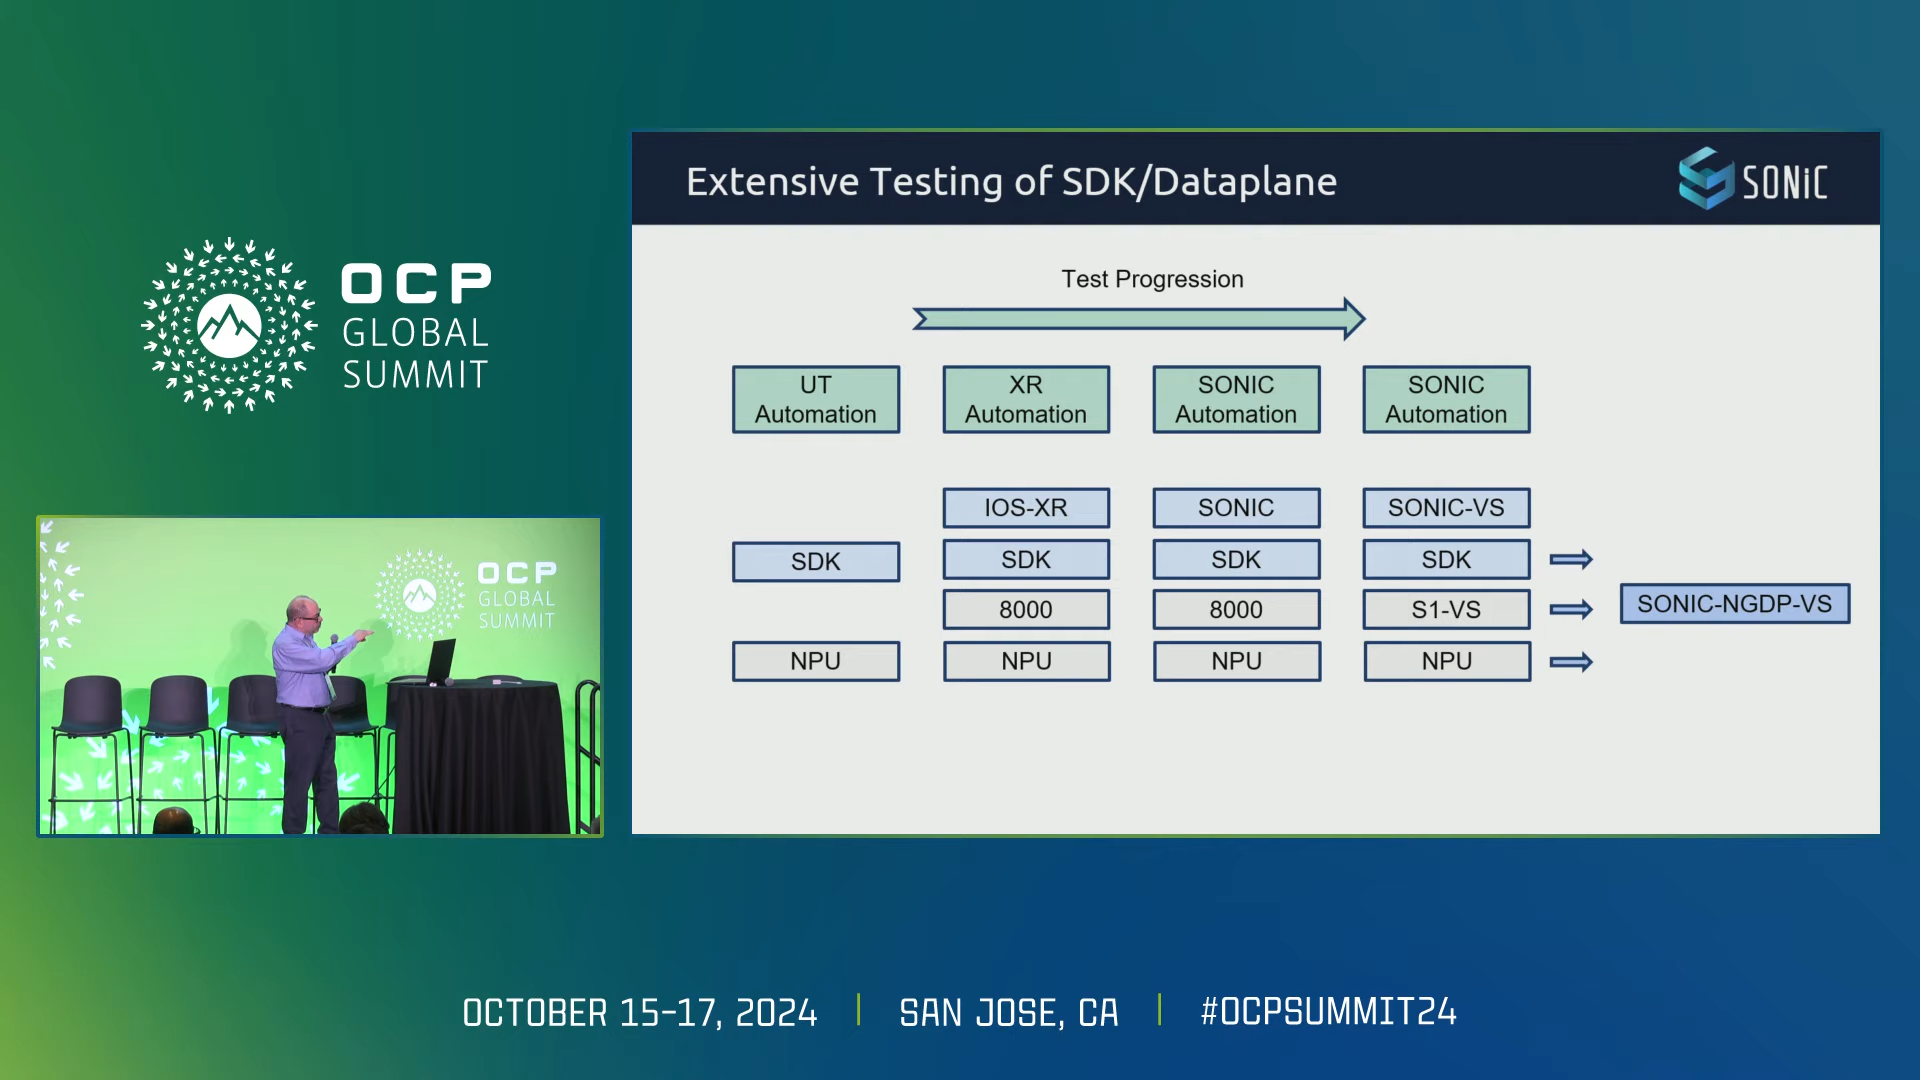 OCP
GLOBAL
SUMMIT
OCP
GLOBAL
SUMMIT
Extensive Testing of SDK/Dataplane
SONiC
Test Progression
UT
Automation
XR
Automation
SONIC
Automation
SONIC
Automation
IOS-XR
SONIC
SONIC-VS
SDK
SDK
SDK
SDK
8000
8000
S1-VS
SONIC-NGDP-VS
NPU
NPU
NPU
NPU
OCTOBER 15-17, 2024
SAN JOSE, CA
#OCPSUMMIT24